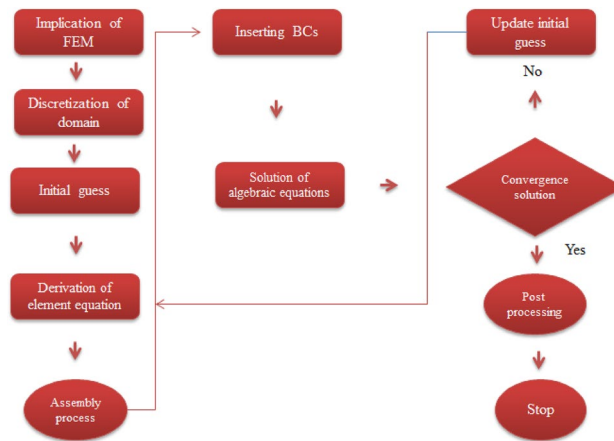 Implication of
FEM
Discretization of
domain
Initial guess
Derivation of
element equation
Assembly
process
Inserting BCs
Solution of
algebraic equations
Update initial
guess
No
Convergence
solution
Yes
Post
processing
Stop